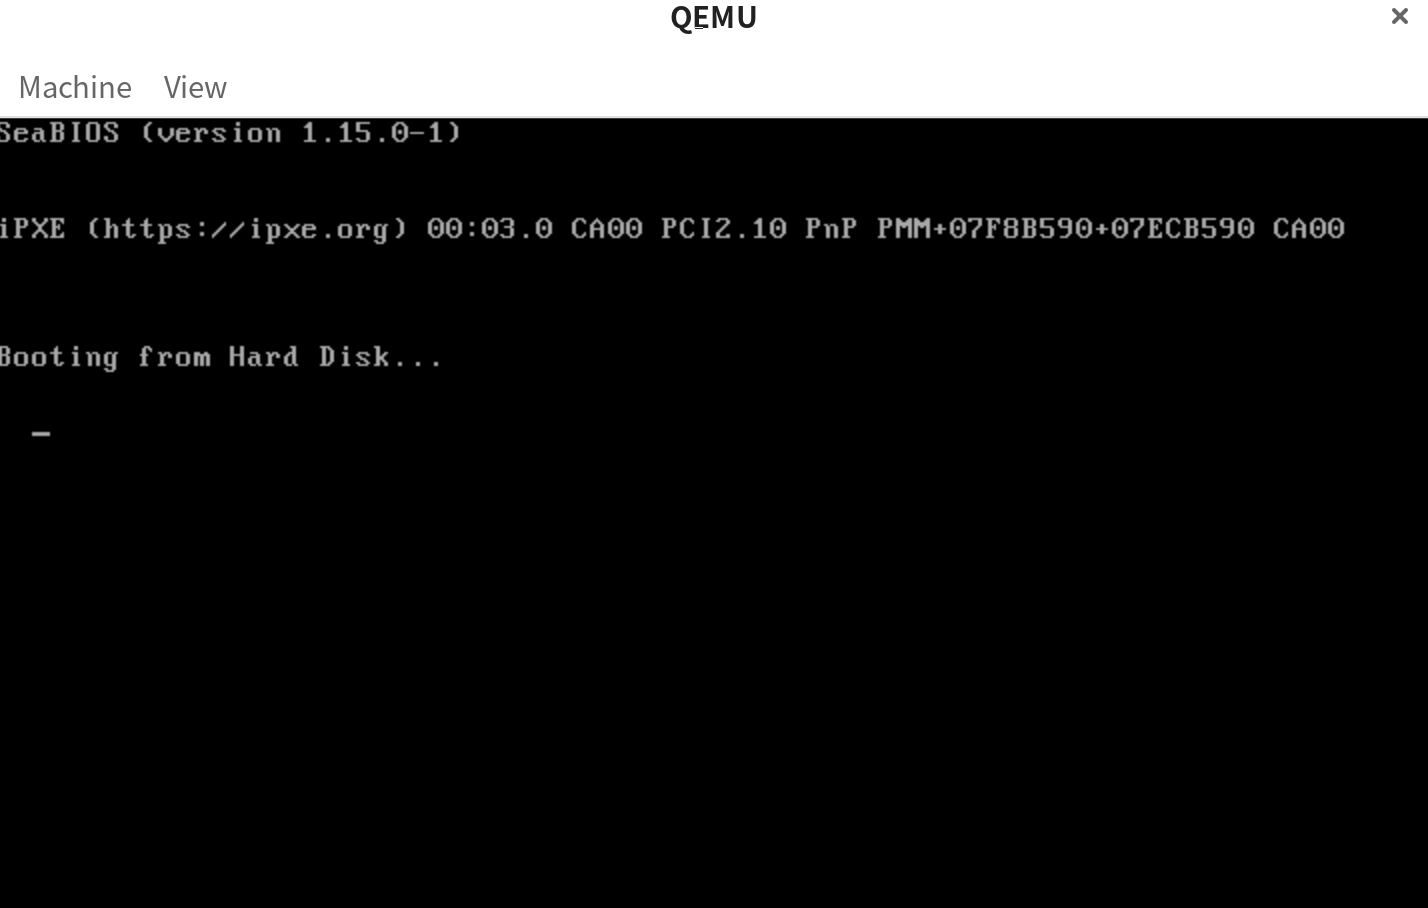 QEMU
Machine View
SeaBIOS (version 1.15.0-1)
iPXE (https://ipxe.org) 00:03.0 CA00 PCI2.10 PnP PMM+07F8B590+07ECB590 CA00
Booting from Hard Disk...